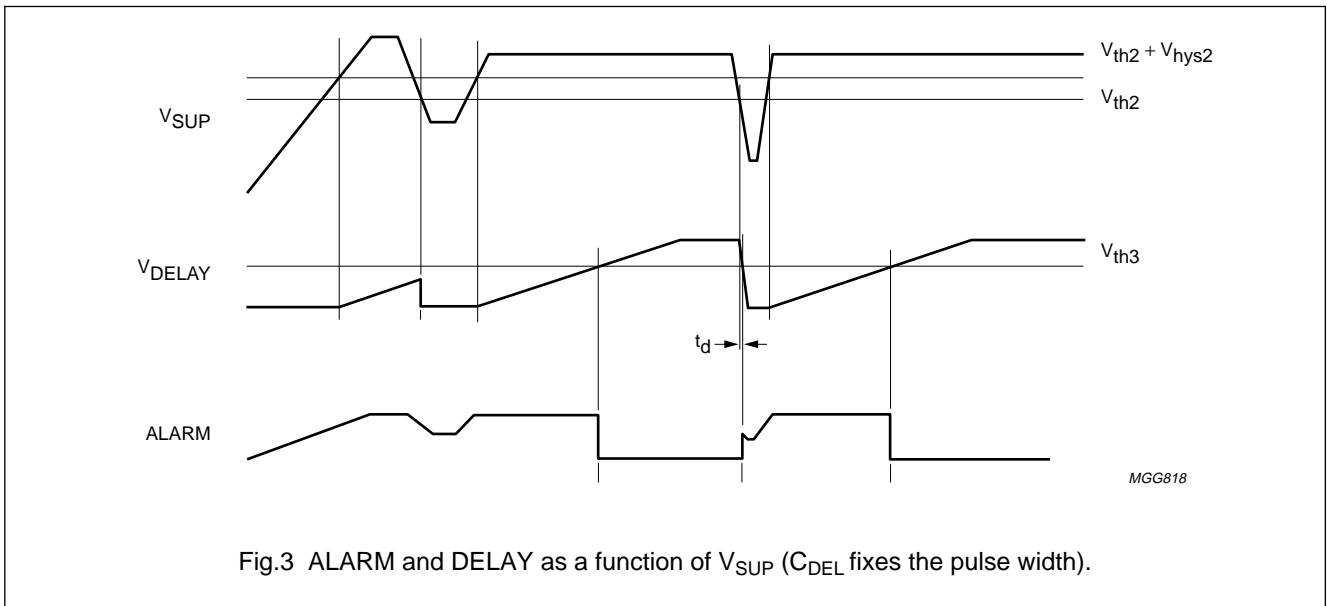 V_th2 + V_hys2
V_th2
V_SUP
V_DELAY
V_th3
t_d
ALARM
MGG818
Fig.3 ALARM and DELAY as a function of V_SUP (C_DEL fixes the pulse width).